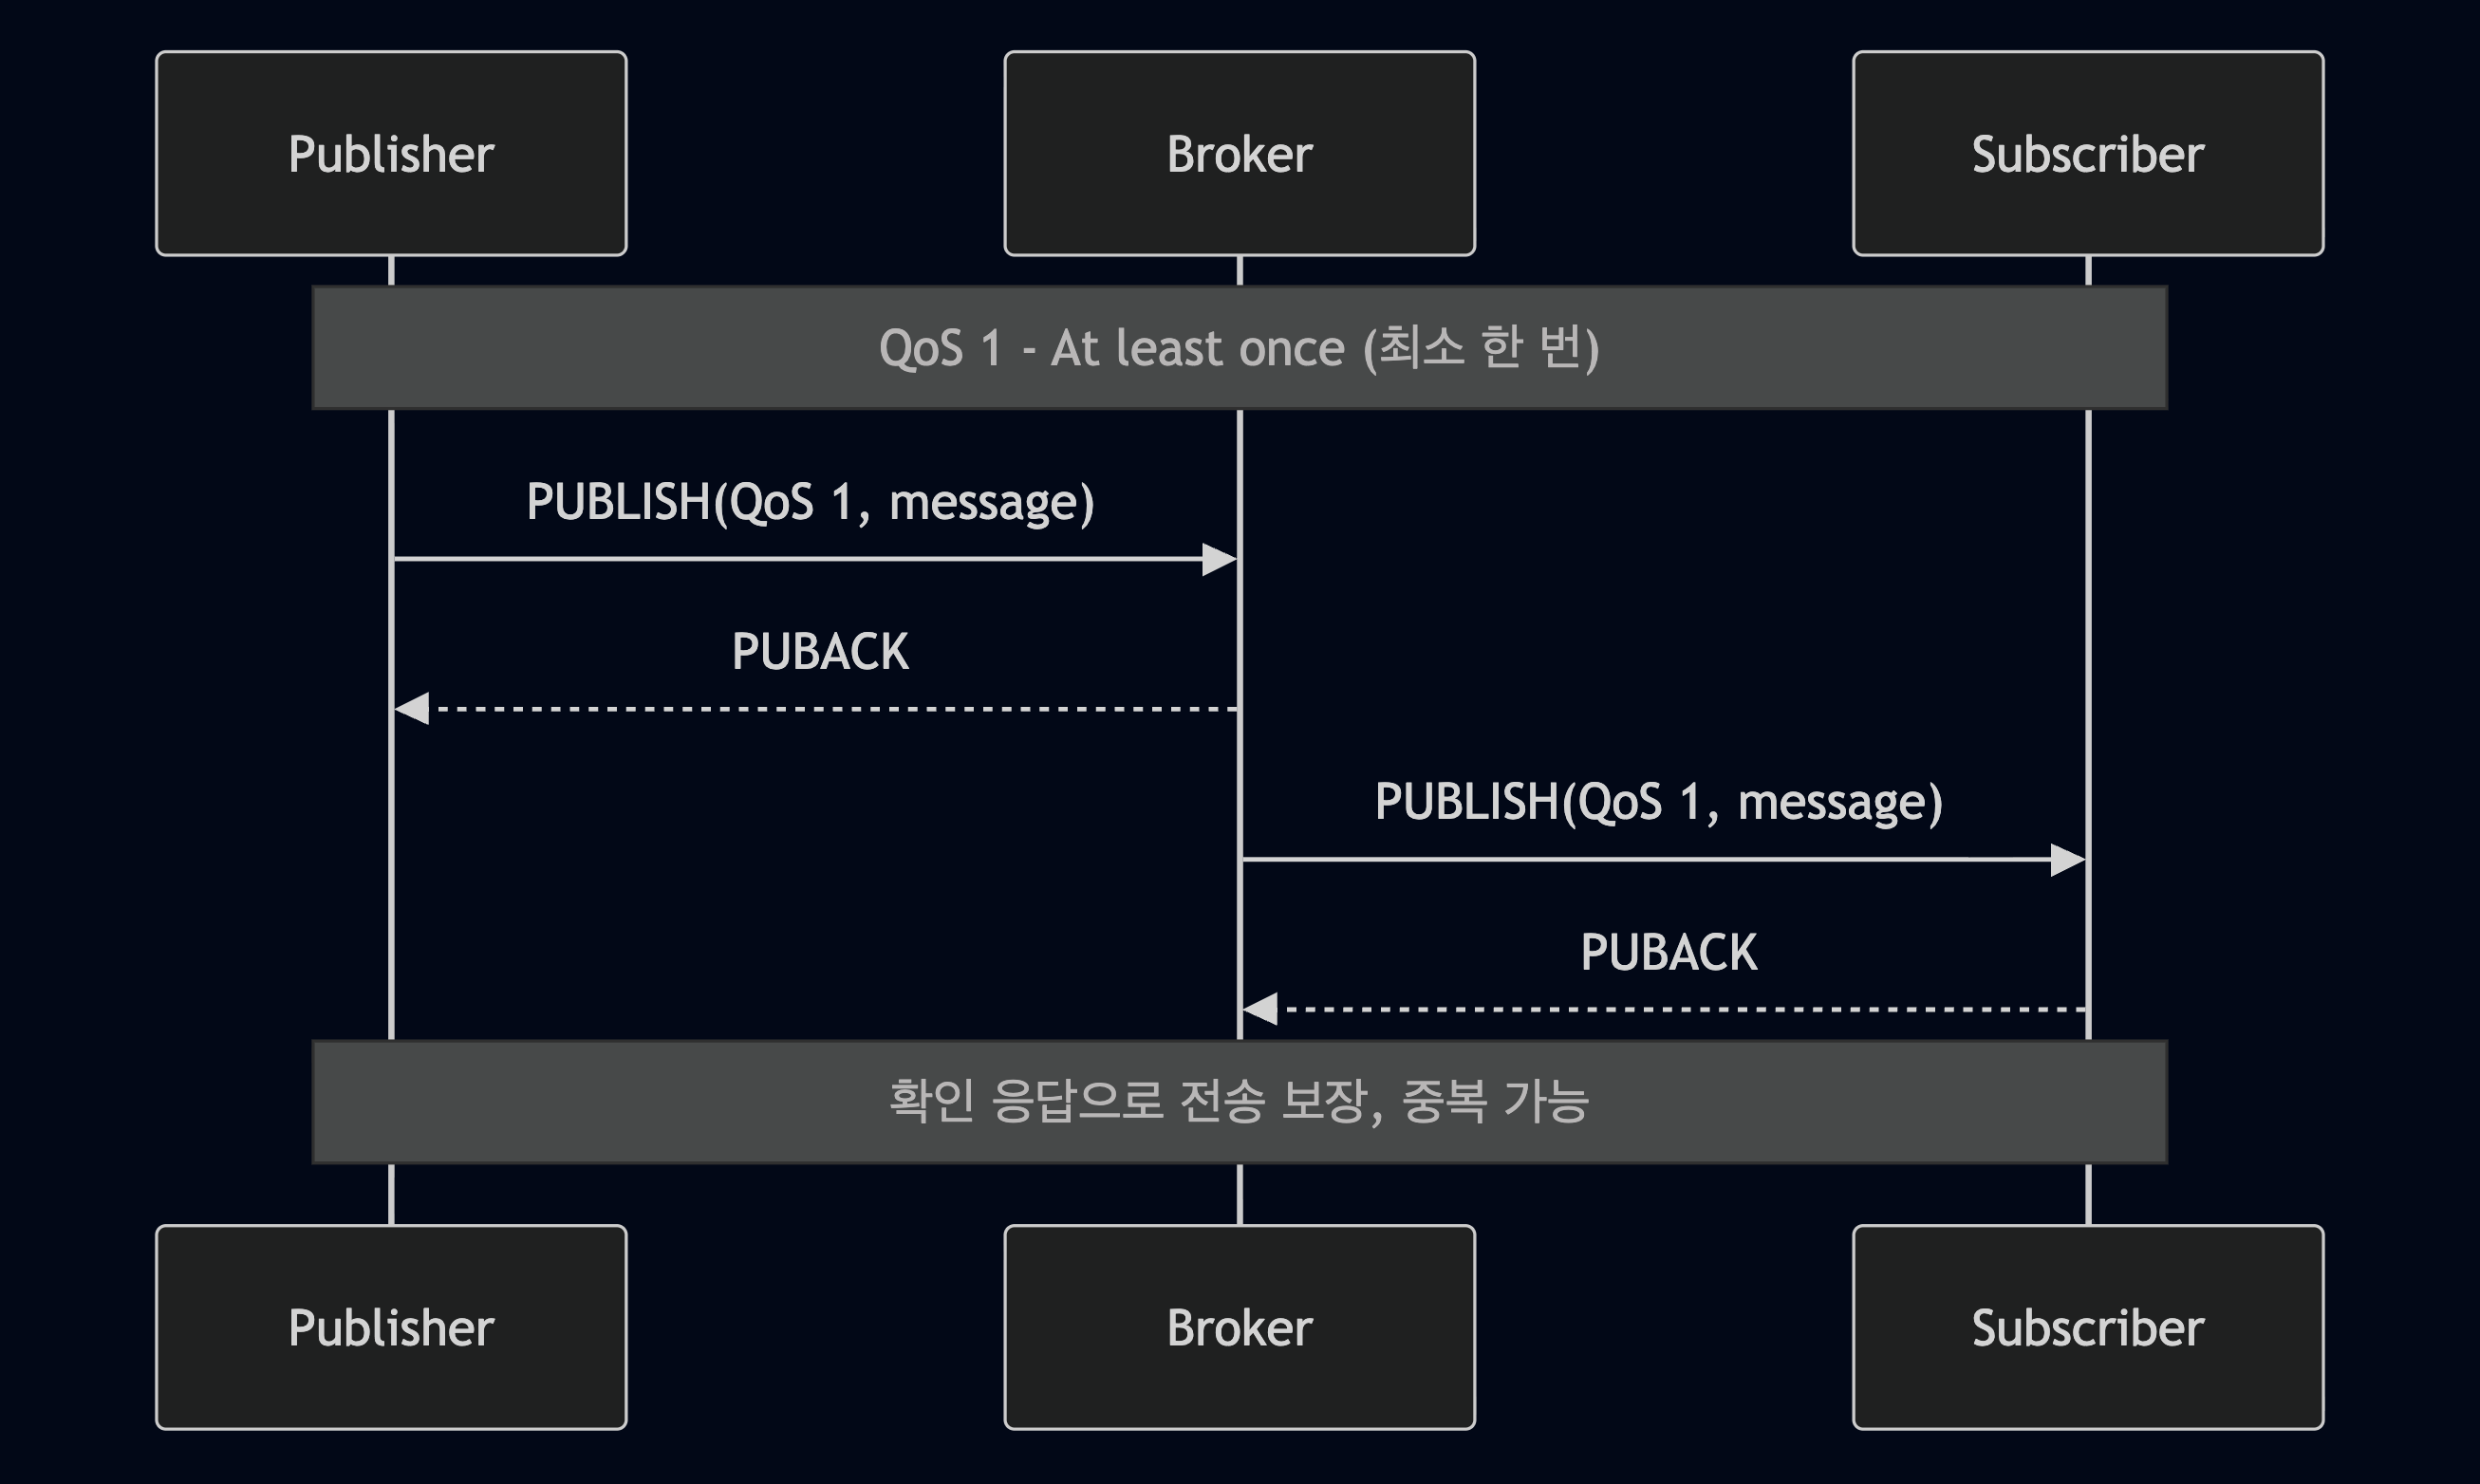 Publisher
Broker
Subscriber
QoS 1 - At least once (최소 한 번)
PUBLISH(QoS 1, message)
PUBACK
PUBLISH(QoS 1, message)
PUBACK
확인 응답으로 전송 보장, 중복 가능
Publisher
Broker
Subscriber